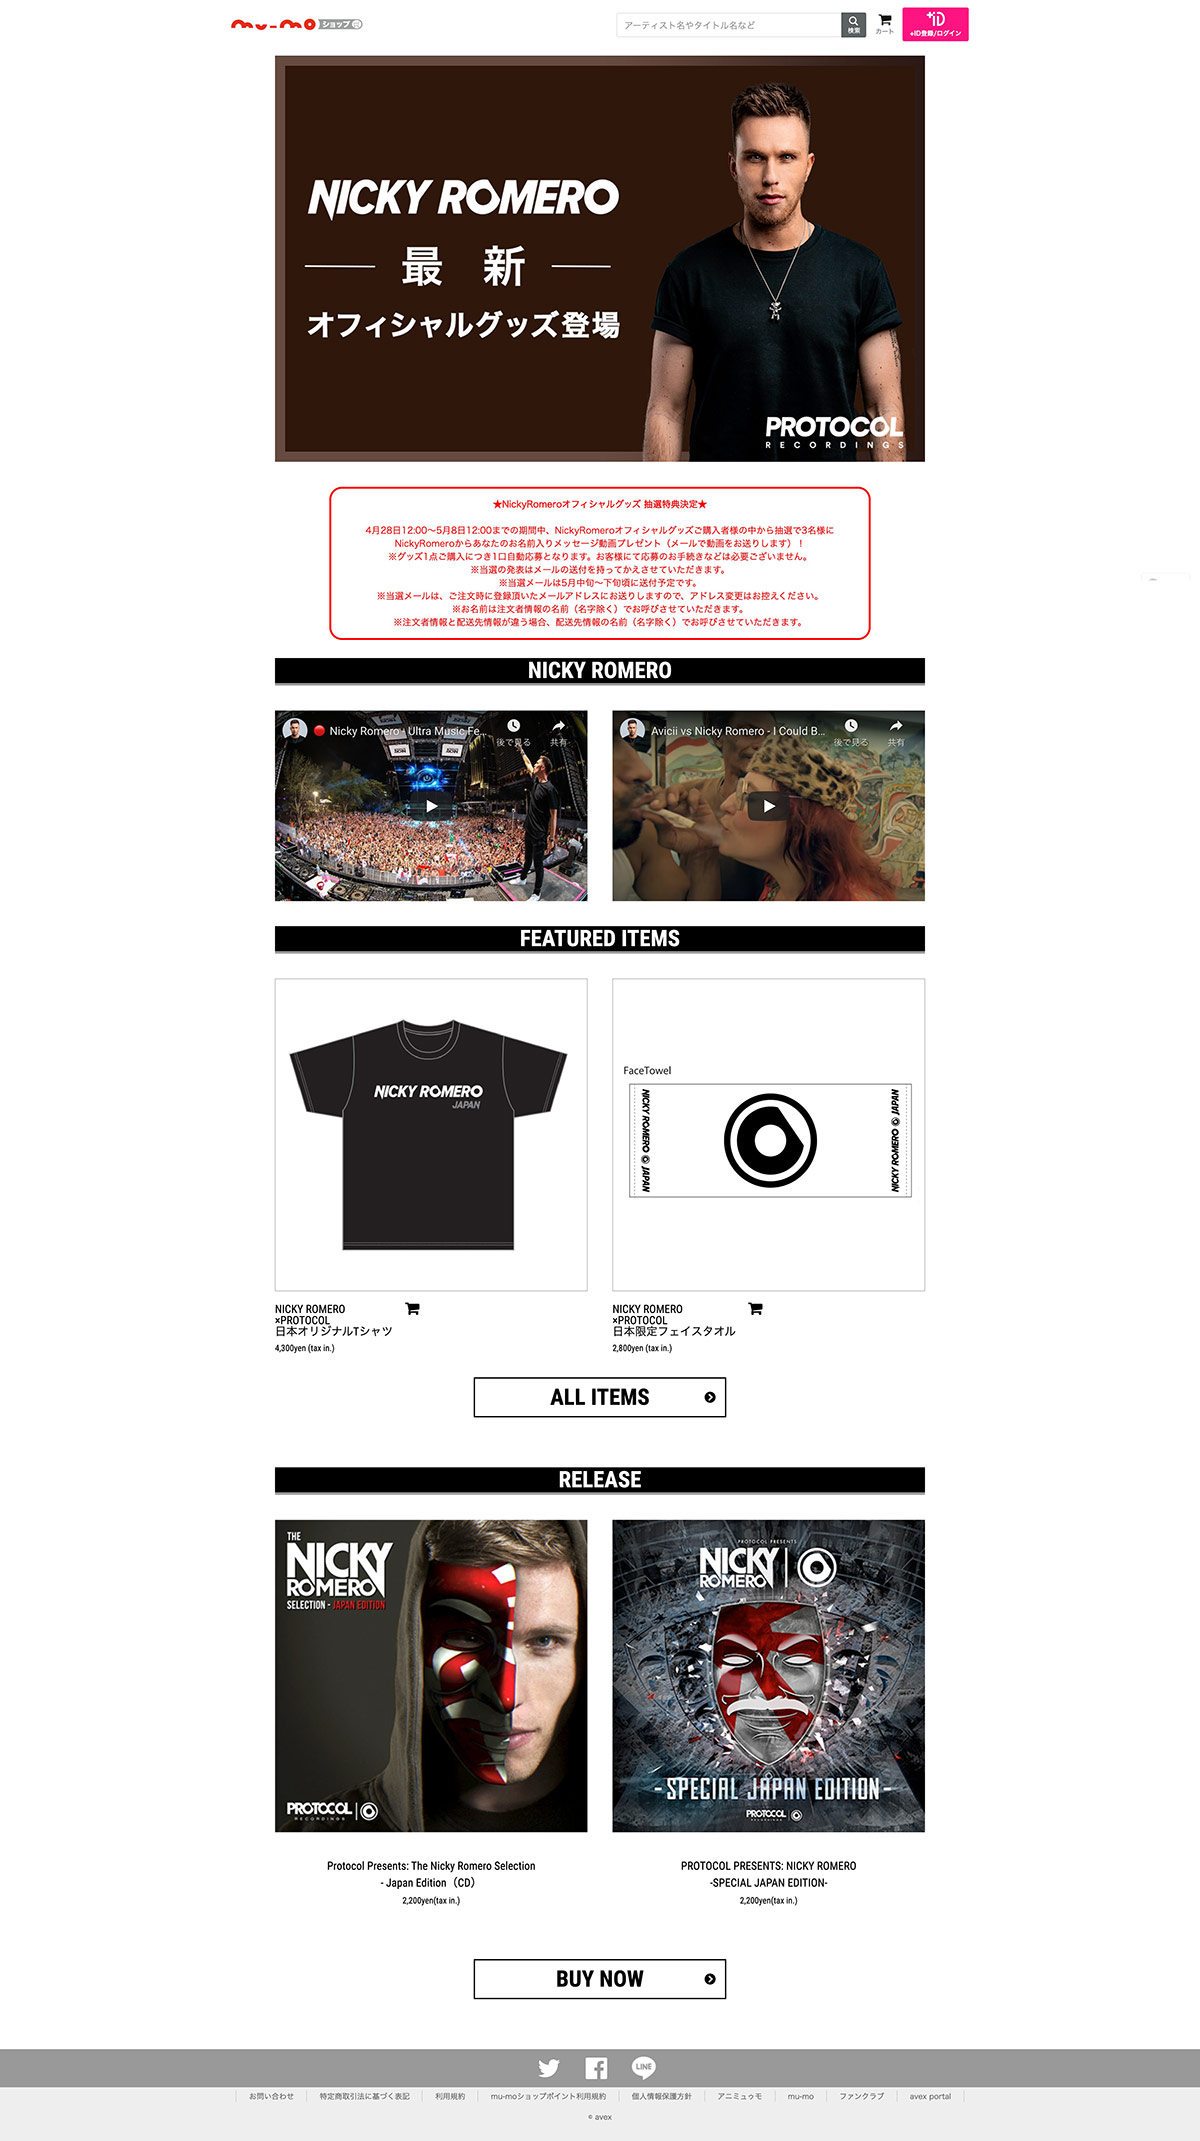 mu-mo ショップ
アーティスト名やタイトル名など
検索
カート
+iD
+ID登録/ログイン
NICKY ROMERO
最 新
オフィシャルグッズ登場
PROTOCOL
RECORDINGS
★NickyRomeroオフィシャルグッズ 抽選特典決定★
4月28日12:00〜5月8日12:00までの期間中、NickyRomeroオフィシャルグッズご購入者様の中から抽選で3名様に
NickyRomeroからあなたのお名前入りメッセージ動画プレゼント（メールで動画をお送りします）！
※グッズ1点ご購入につき1口自動応募となります。お客様にて応募のお手続きなどは必要ございません。
※当選の発表はメールの送付を持ってかえさせていただきます。
※当選メールは5月中旬〜下旬頃に送付予定です。
※当選メールは、ご注文時に登録頂いたメールアドレスにお送りしますので、アドレス変更はお控えください。
※お名前は注文者情報の名前（名字除く）でお呼びさせていただきます。
※注文者情報と配送先情報が違う場合、配送先情報の名前（名字除く）でお呼びさせていただきます。
NICKY ROMERO
Nicky Romero - Ultra Music Fe...
後で見る
共有
Avicii vs Nicky Romero - I Could B...
後で見る
共有
FEATURED ITEMS
NICKY ROMERO
JAPAN
FaceTowel
NICKY ROMERO JAPAN
NICKY ROMERO JAPAN
NICKY ROMERO
×PROTOCOL
日本オリジナルTシャツ
4,300yen (tax in.)
NICKY ROMERO
×PROTOCOL
日本限定フェイスタオル
2,800yen (tax in.)
ALL ITEMS
RELEASE
THE
NICKY
ROMERO
SELECTION - JAPAN EDITION
PROTOCOL
RECORDINGS
PROTOCOL PRESENTS
NICKY
ROMERO
-SPECIAL JAPAN EDITION-
PROTOCOL
RECORDINGS
Protocol Presents: The Nicky Romero Selection
- Japan Edition（CD）
2,200yen(tax in.)
PROTOCOL PRESENTS: NICKY ROMERO
-SPECIAL JAPAN EDITION-
2,200yen(tax in.)
BUY NOW
LINE
お問い合わせ
特定商取引法に基づく表記
利用規約
mu-moショップポイント利用規約
個人情報保護方針
アニミュゥモ
mu-mo
ファンクラブ
avex portal
© avex